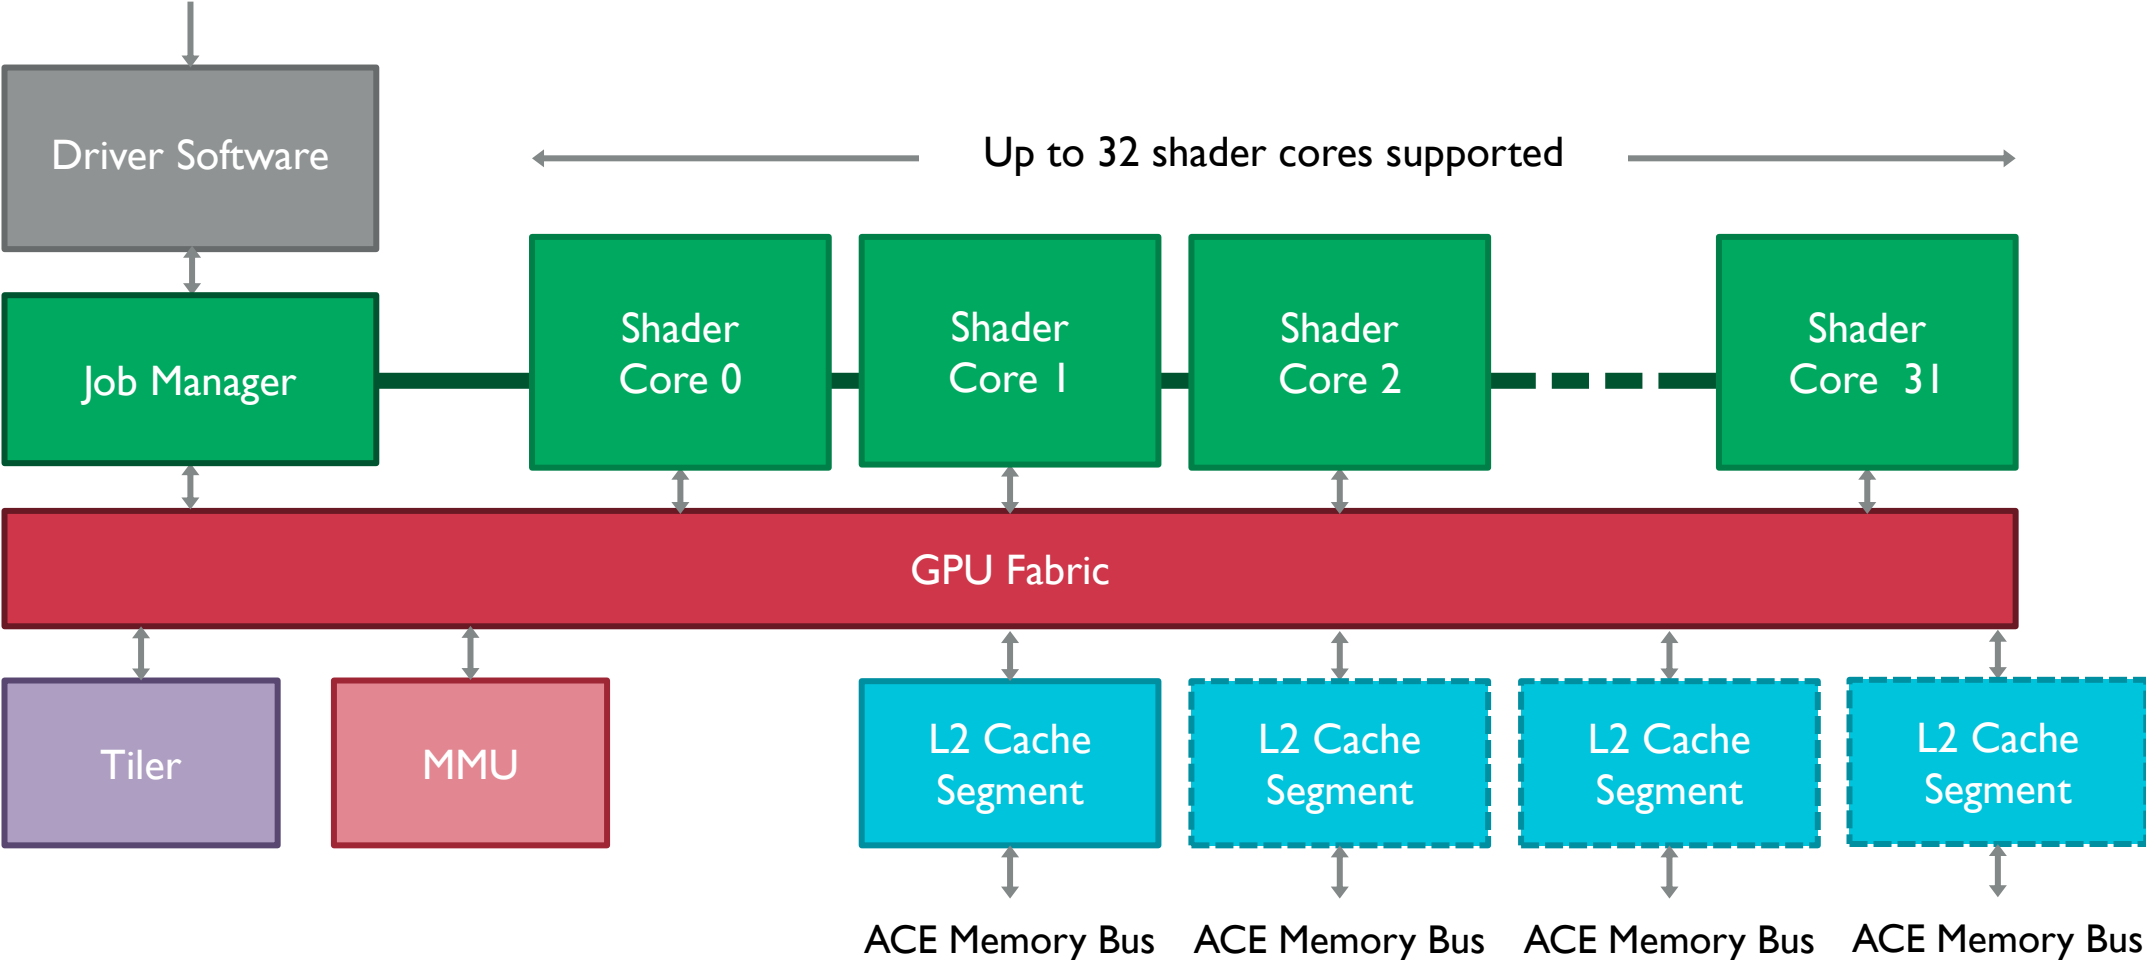 Driver Software
Up to 32 shader cores supported
Job Manager
Shader
Core 0
Shader
Core 1
Shader
Core 2
Shader
Core 31
GPU Fabric
Tiler
MMU
L2 Cache
Segment
L2 Cache
Segment
L2 Cache
Segment
L2 Cache
Segment
ACE Memory Bus
ACE Memory Bus
ACE Memory Bus
ACE Memory Bus